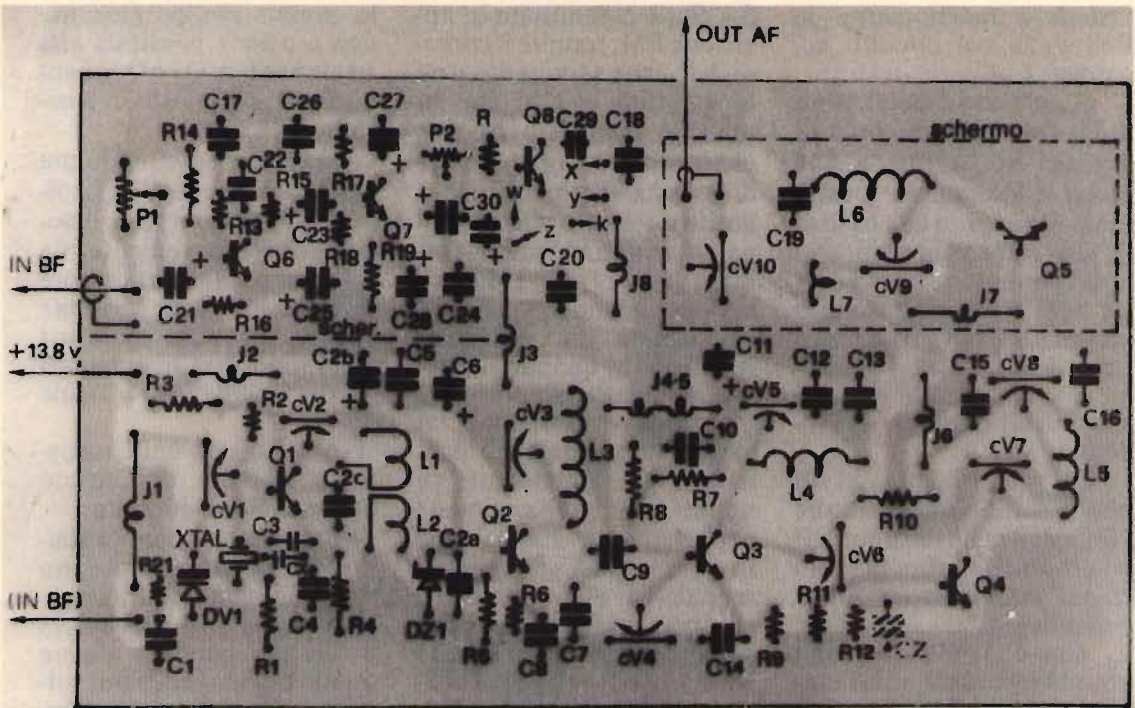 OUT AF
C17 C26 C27 P2 R Q8 C29 C18
schermo
R14 C22 R15 R17 x
P1 R13 w y
C23 Q7 C30 z k C19 L6
IN BF Q6 R18 R19 C20 J8 cV10 L7 cV9 Q5
C21 R16 C25 C28 C24 J7
scher.
+13 8 v J2 C2b C5 C6 J3 C11 C12 C13 C15 cV8
R3 R2 cV2 cV3 J4-5 cV5 C16
J1 cV1 Q1 L1 L3 C10 J6 cV7 L5
C2c R8 R7 L4 R10
XTAL C3 L2 C2a Q2 Q3 cV6
R21 C9 Q4
(IN BF) DV1 C4 R4 DZ1 R6 R11
C1 R1 C7 cV4 C14 R9 R12 CZ